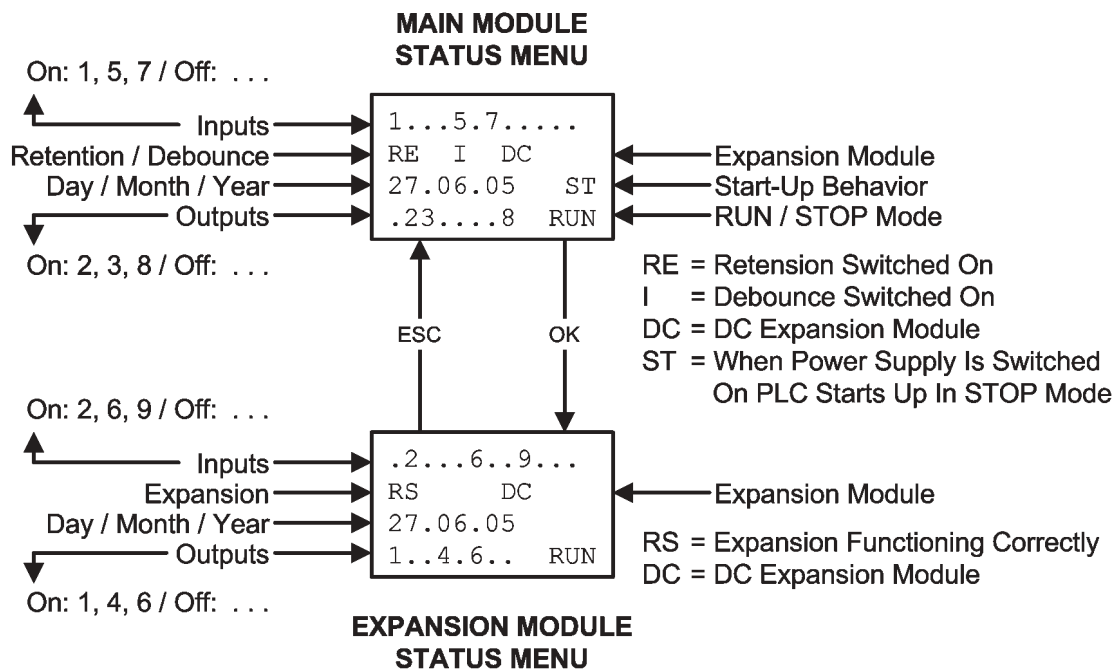 MAIN MODULE
STATUS MENU
On: 1, 5, 7 / Off: . . .
Inputs
1...5.7.....
Retention / Debounce
RE I DC
Expansion Module
Day / Month / Year
27.06.05 ST
Start-Up Behavior
Outputs
.23....8 RUN
RUN / STOP Mode
On: 2, 3, 8 / Off: . . .
RE = Retension Switched On
I = Debounce Switched On
DC = DC Expansion Module
ST = When Power Supply Is Switched
On PLC Starts Up In STOP Mode
ESC
OK
On: 2, 6, 9 / Off: . . .
Inputs
.2...6..9...
Expansion
RS DC
Expansion Module
Day / Month / Year
27.06.05
Outputs
1..4.6.. RUN
RS = Expansion Functioning Correctly
DC = DC Expansion Module
On: 1, 4, 6 / Off: . . .
EXPANSION MODULE
STATUS MENU